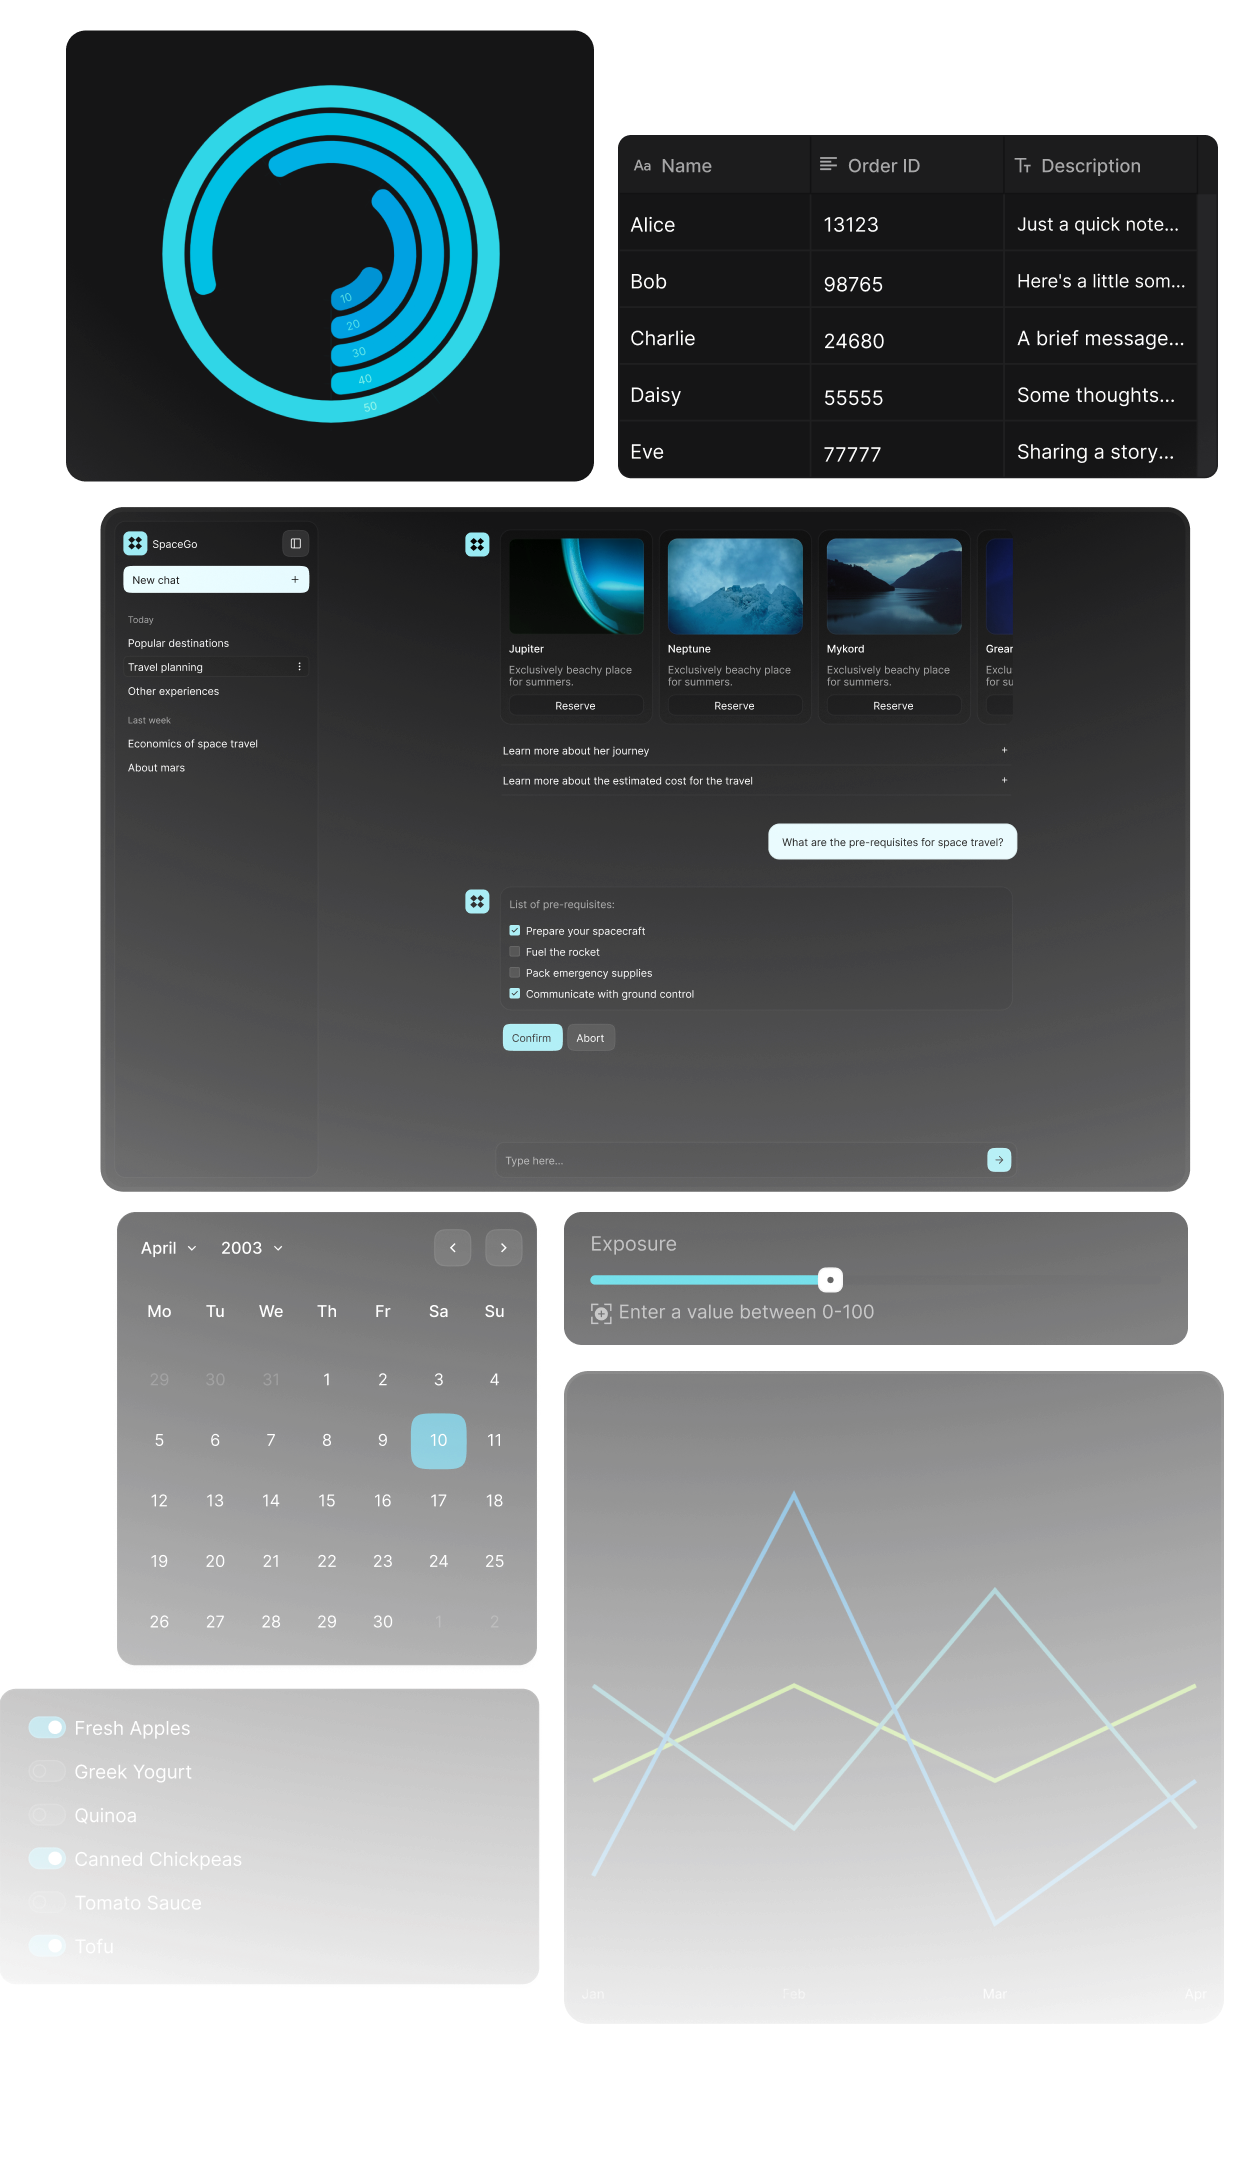 10
20
30
40
50
Aa Name Order ID Description
Alice 13123 Just a quick note...
Bob 98765 Here's a little som...
Charlie 24680 A brief message...
Daisy 55555 Some thoughts...
Eve 77777 Sharing a story...
SpaceGo
New chat
Today
Popular destinations
Travel planning
Other experiences
Last week
Economics of space travel
About mars
Jupiter
Exclusively beachy place
for summers.
Reserve
Neptune
Exclusively beachy place
for summers.
Reserve
Mykord
Exclusively beachy place
for summers.
Reserve
Grear
Exclu
for su
Learn more about her journey
Learn more about the estimated cost for the travel
What are the pre-requisites for space travel?
List of pre-requisites:
Prepare your spacecraft
Fuel the rocket
Pack emergency supplies
Communicate with ground control
Confirm Abort
Type here...
April 2003
Mo Tu We Th Fr Sa Su
29 30 31 1 2 3 4
5 6 7 8 9 10 11
12 13 14 15 16 17 18
19 20 21 22 23 24 25
26 27 28 29 30 1 2
Exposure
Enter a value between 0-100
Fresh Apples
Greek Yogurt
Quinoa
Canned Chickpeas
Tomato Sauce
Tofu
Jan Feb Mar Apr